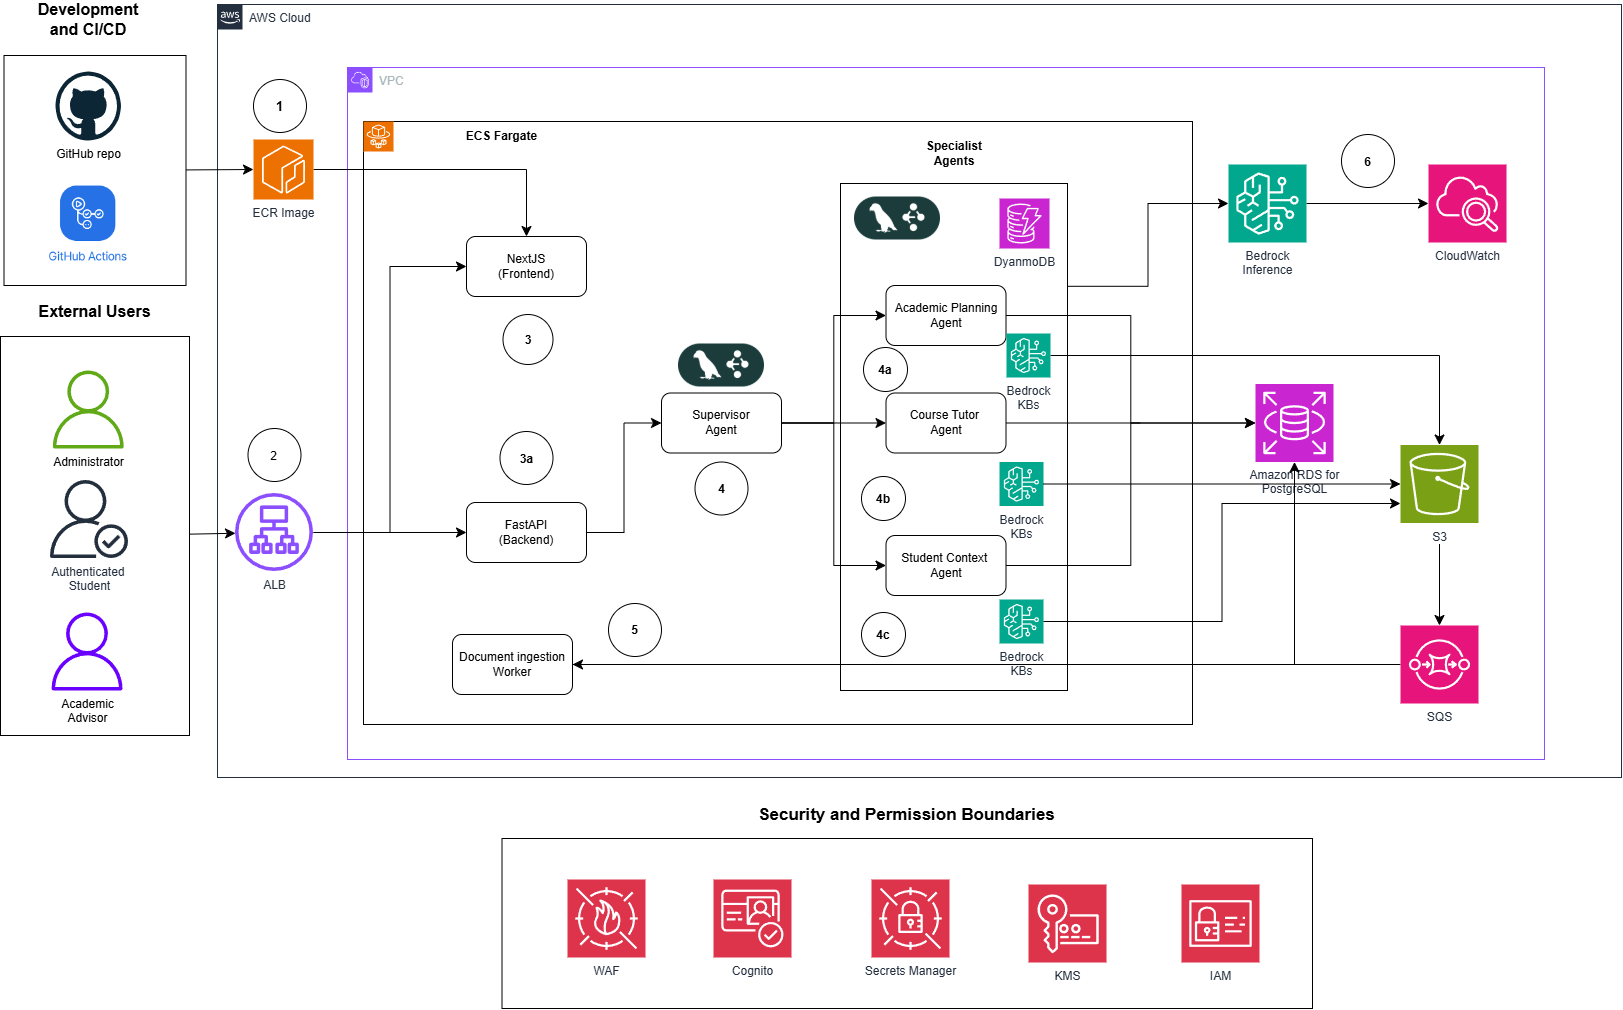 Development
and CI/CD
GitHub repo
GitHub Actions
External Users
Administrator
Authenticated
Student
Academic
Advisor
aws
AWS Cloud
1
ECR Image
2
ALB
VPC
ECS Fargate
NextJS
(Frontend)
3
3a
FastAPI
(Backend)
Document ingestion
Worker
5
Supervisor
Agent
4
Specialist
Agents
DyanmoDB
Academic Planning
Agent
4a
Bedrock
KBs
Course Tutor
Agent
4b
Bedrock
KBs
Student Context
Agent
4c
Bedrock
KBs
Bedrock
Inference
6
CloudWatch
Amazon RDS for
PostgreSQL
S3
SQS
Security and Permission Boundaries
WAF
Cognito
Secrets Manager
KMS
IAM